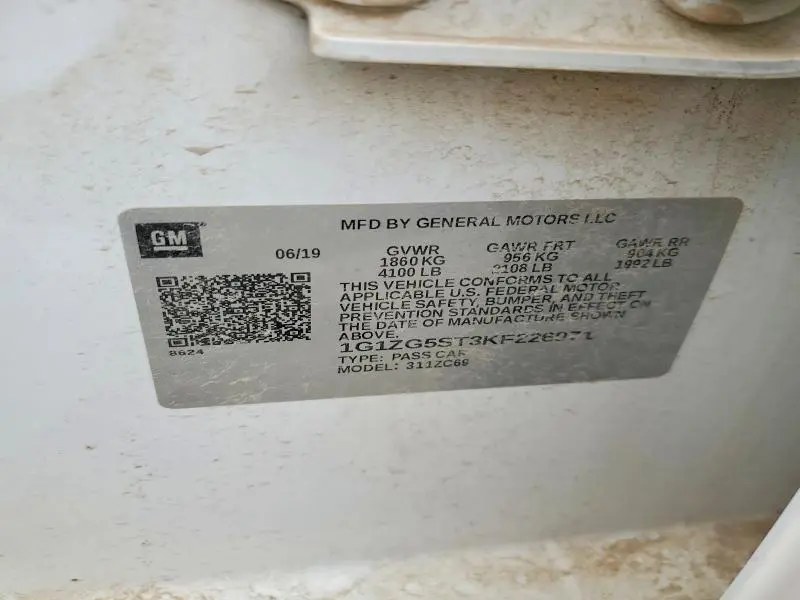 GM
MFD BY GENERAL MOTORS LLC
06/19
GVWR GAWR FRT GAWR RR
1860 KG 956 KG 904 KG
4100 LB 2108 LB 1992 LB
THIS VEHICLE CONFORMS TO ALL
APPLICABLE U.S. FEDERAL MOTOR
VEHICLE SAFETY, BUMPER, AND THEFT
PREVENTION STANDARDS IN EFFECT ON
THE DATE OF MANUFACTURE SHOWN
ABOVE.
1G1ZG5ST3KF226971
TYPE: PASS CAR
MODEL: 311ZC69
8624